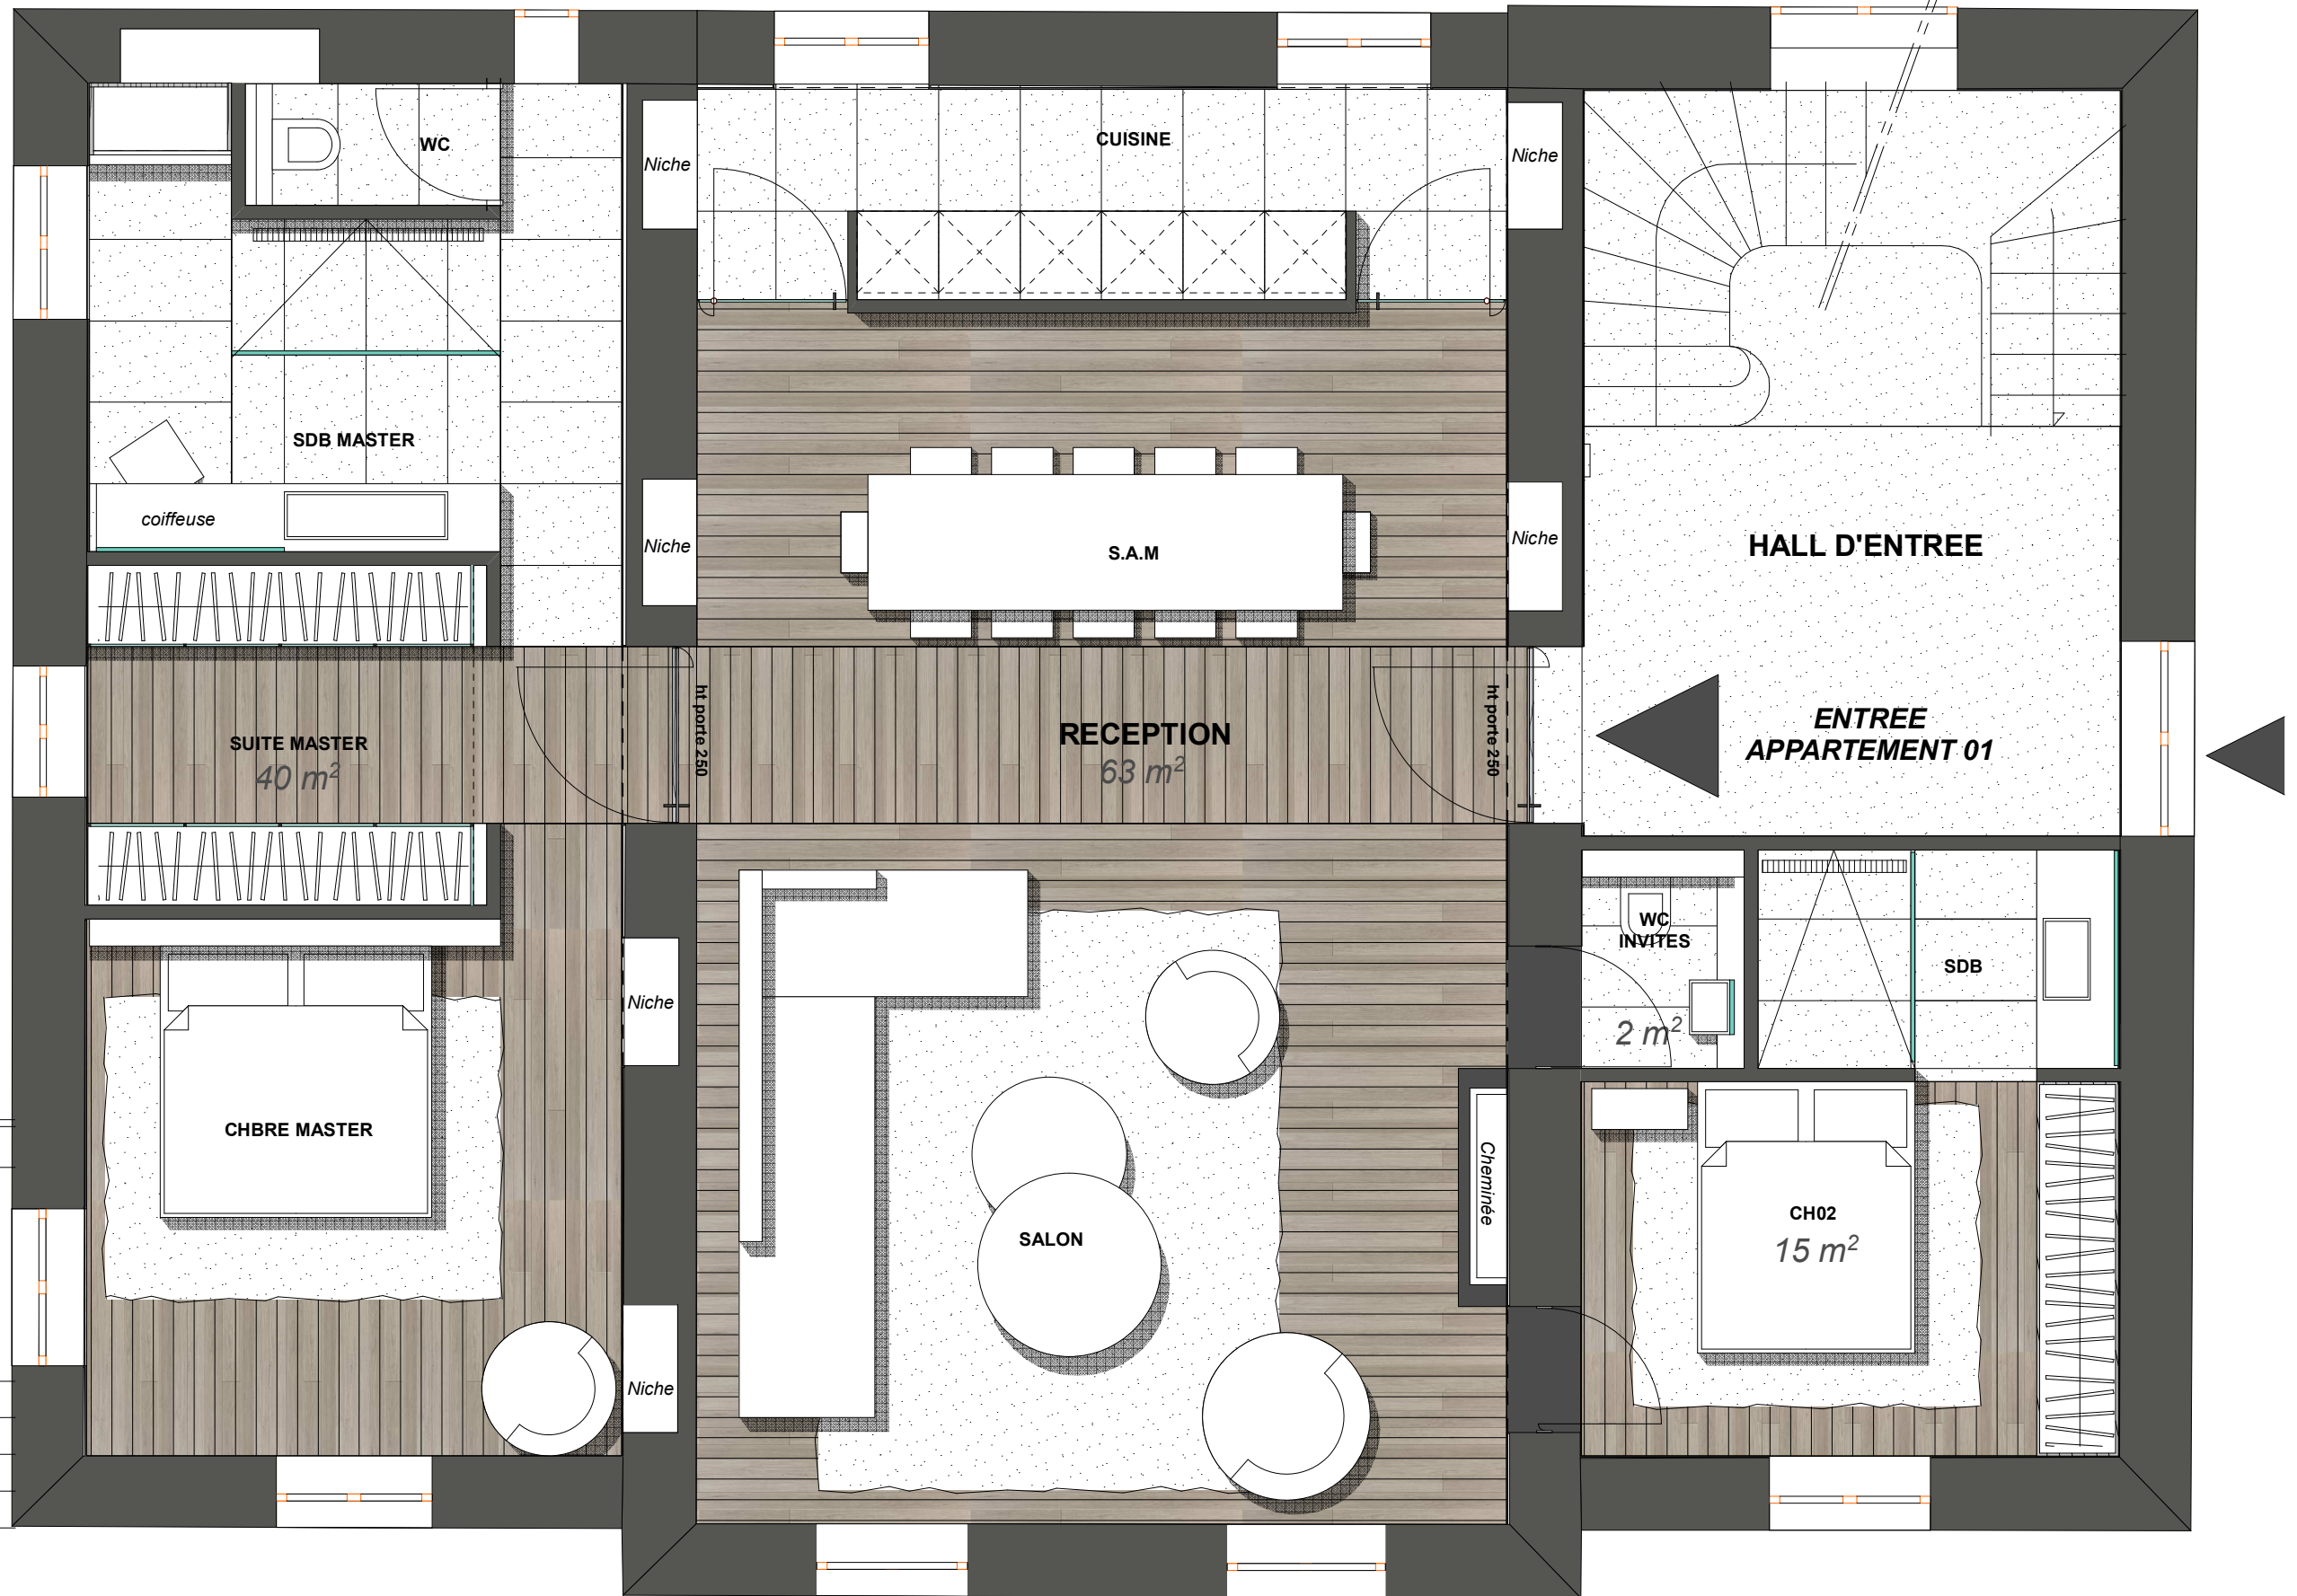 WC
CUISINE
Niche
Niche
SDB MASTER
coiffeuse
Niche
S.A.M
Niche
HALL D'ENTREE
SUITE MASTER
40 m²
ht porte 250
RECEPTION
63 m²
ht porte 250
ENTREE
APPARTEMENT 01
WC
INVITES
2 m²
SDB
Niche
CHBRE MASTER
SALON
Cheminée
CH02
15 m²
Niche